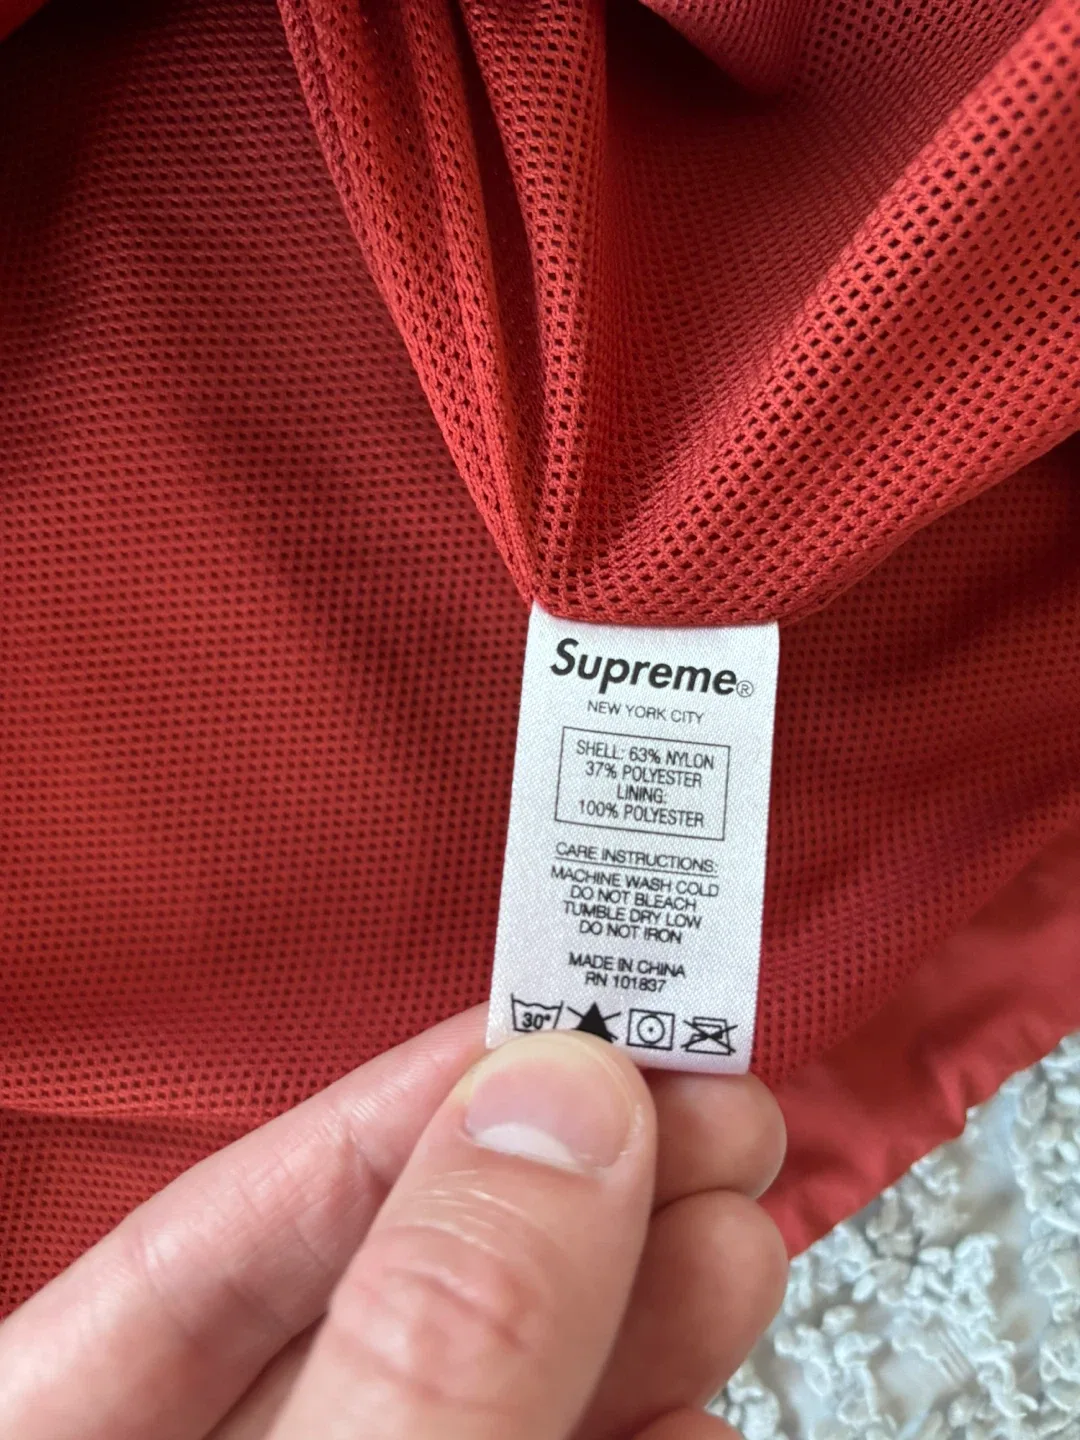 Supreme®
NEW YORK CITY
SHELL: 63% NYLON
37% POLYESTER
LINING:
100% POLYESTER
CARE INSTRUCTIONS:
MACHINE WASH COLD
DO NOT BLEACH
TUMBLE DRY LOW
DO NOT IRON
MADE IN CHINA
RN 101837
30°